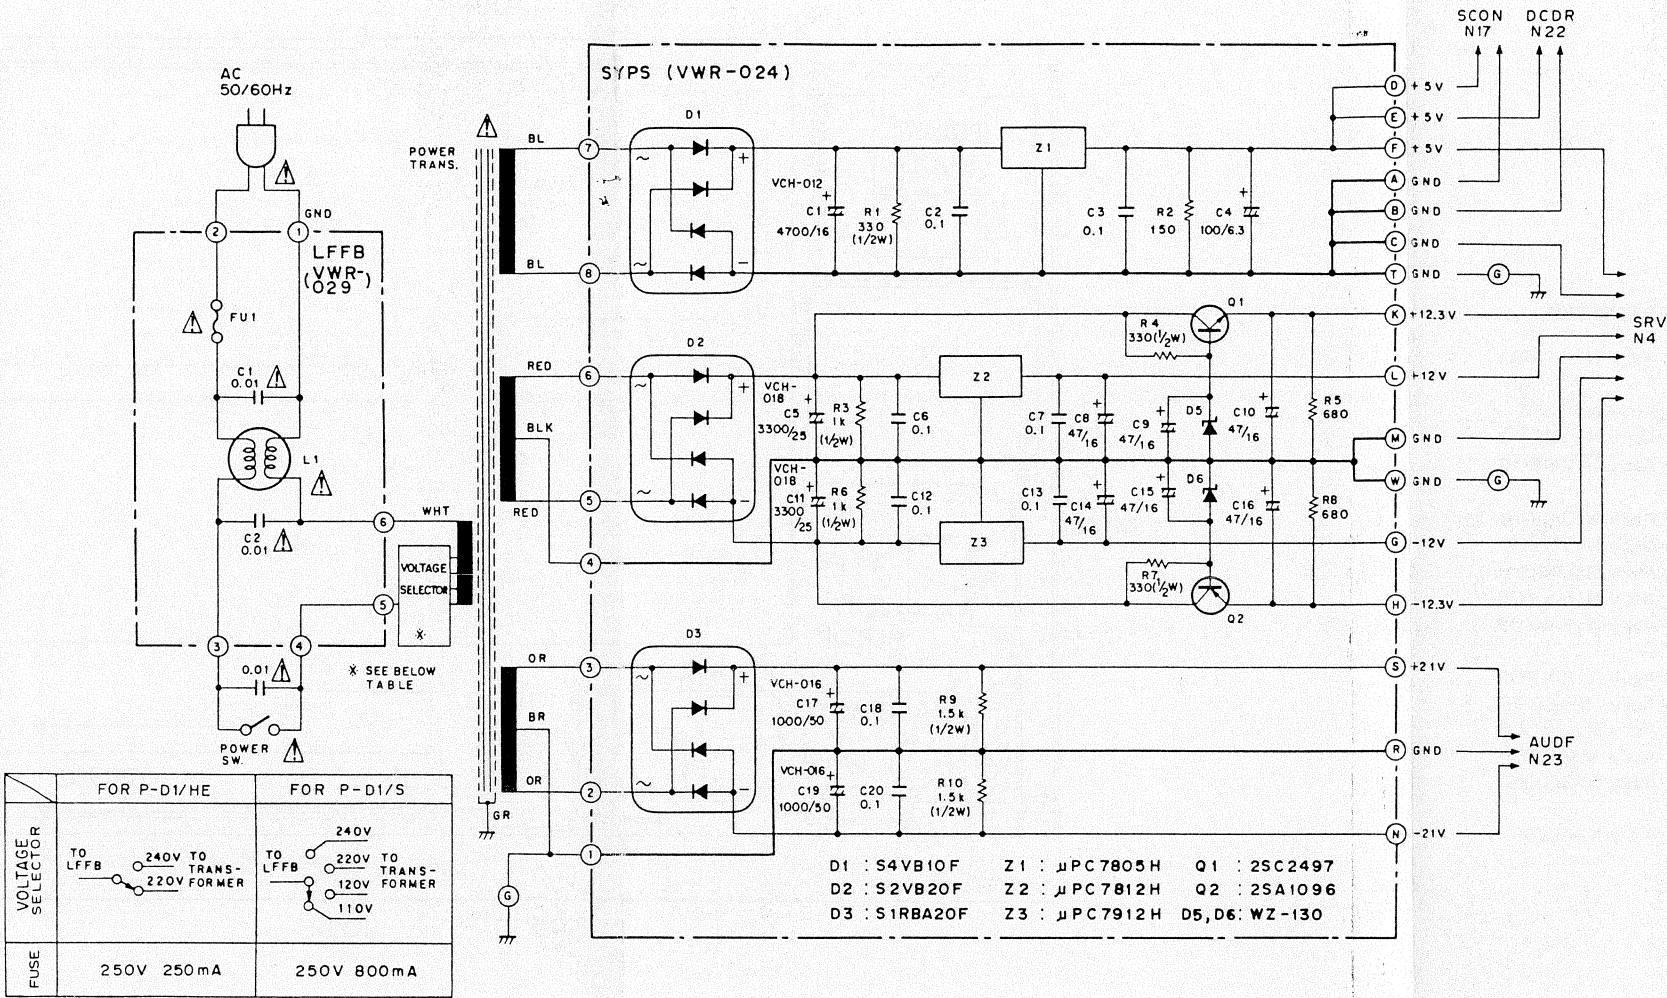 SCON DCDR
N17 N22
SYPS (VWR-024)
AC
50/60Hz
D + 5V
E + 5V
F + 5V
A GND
B GND
C GND
T GND G
K +12.3V
L +12V
M GND
W GND G
G -12V
H -12.3V
S +21V
R GND
N -21V
SRV
N4
AUDF
N23
POWER
TRANS.
BL
7
BL
8
RED
6
BLK
RED
5
4
OR
3
BR
OR
2
GR
1
G
GND
2 1
LFFB
(VWR-
029)
FU1
C1
0.01
L1
C2
0.01
6 WHT
VOLTAGE
SELECTOR
5
※
3 4
0.01
※ SEE BELOW
TABLE
POWER
SW.
D1
~ +
~ -
VCH-012
+
C1
4700/16
R1
330
(1/2W)
C2
0.1
Z1
C3
0.1
R2
150
+
C4
100/6.3
D2
~ +
~ -
VCH-
018
+
C5
3300/25
R3
1k
(1/2W)
C6
0.1
Z2
C7
0.1
+
C8
47/16
+
C9
47/16
R4
330(1/2W)
Q1
D5
+
C10
47/16
R5
680
VCH-
018
+
C11
3300
/25
R6
1k
(1/2W)
C12
0.1
Z3
C13
0.1
+
C14
47/16
+
C15
47/16
D6
+
C16
47/16
R8
680
R7
330(1/2W)
Q2
D3
~ +
~ -
VCH-016
+
C17
1000/50
C18
0.1
R9
1.5k
(1/2W)
VCH-016
+
C19
1000/50
C20
0.1
R10
1.5k
(1/2W)
D1 : S4VB10F Z1 : μPC7805H Q1 : 2SC2497
D2 : S2VB20F Z2 : μPC7812H Q2 : 2SA1096
D3 : S1RBA20F Z3 : μPC7912H D5,D6: WZ-130
FOR P-D1/HE FOR P-D1/S
VOLTAGE
SELECTOR
TO
LFFB
240V TO
TRANS-
220V FORMER
TO
LFFB
240V
220V TO
TRANS-
120V FORMER
110V
FUSE 250V 250mA 250V 800mA